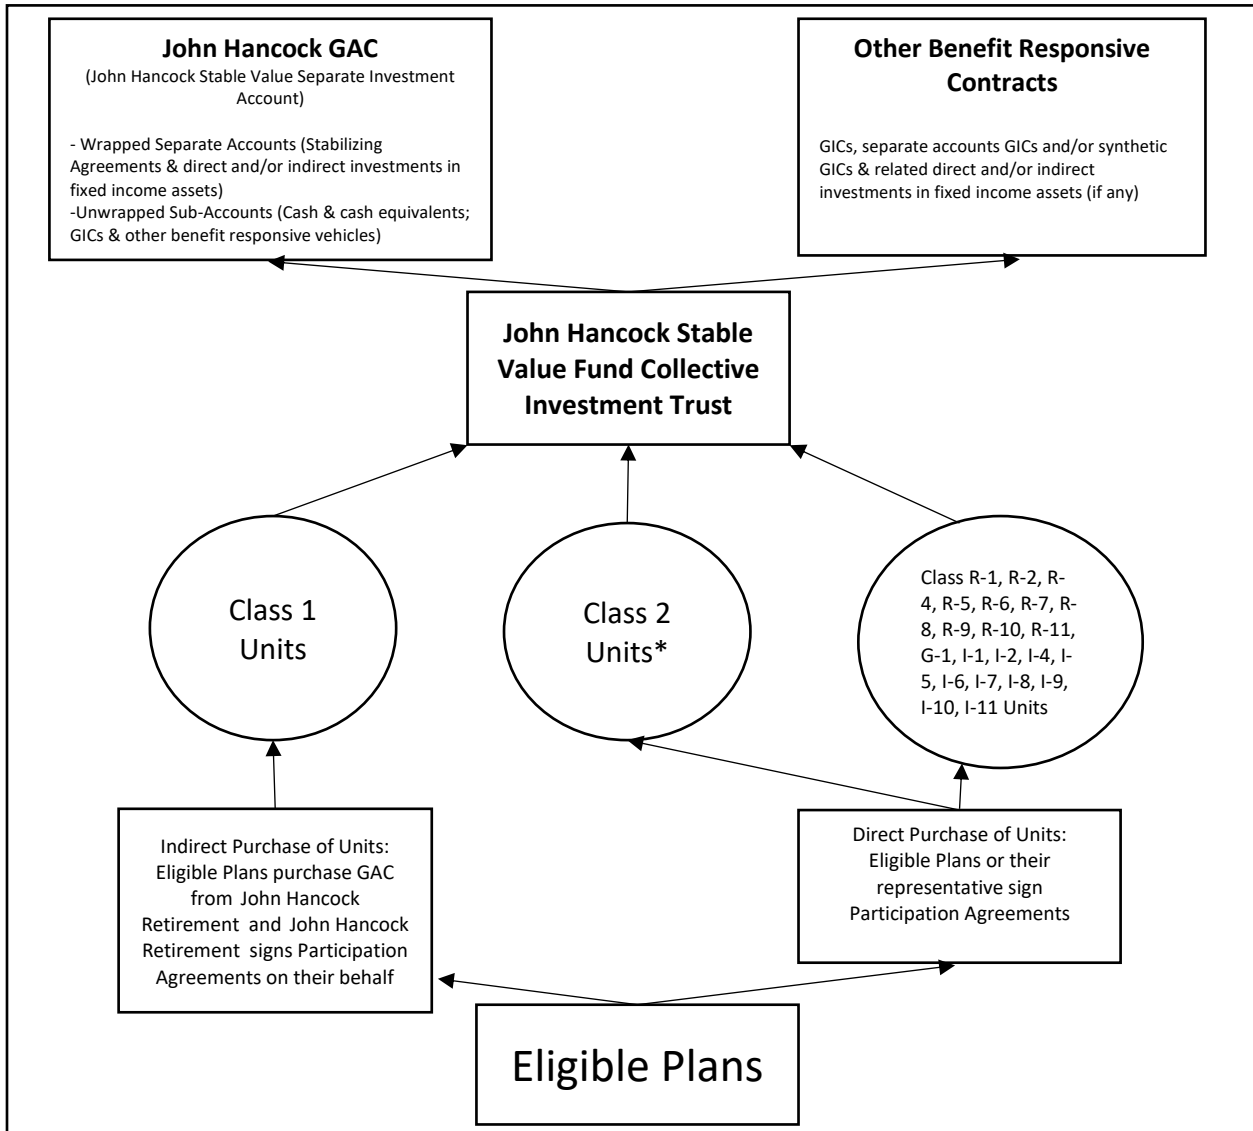 John Hancock GAC
(John Hancock Stable Value Separate Investment
Account)
- Wrapped Separate Accounts (Stabilizing
Agreements & direct and/or indirect investments in
fixed income assets)
-Unwrapped Sub-Accounts (Cash & cash equivalents;
GICs & other benefit responsive vehicles)
Other Benefit Responsive
Contracts
GICs, separate accounts GICs and/or synthetic
GICs & related direct and/or indirect
investments in fixed income assets (if any)
John Hancock Stable
Value Fund Collective
Investment Trust
Class 1
Units
Class 2
Units*
Class R-1, R-2, R-
4, R-5, R-6, R-7, R-
8, R-9, R-10, R-11,
G-1, I-1, I-2, I-4, I-
5, I-6, I-7, I-8, I-9,
I-10, I-11 Units
Indirect Purchase of Units:
Eligible Plans purchase GAC
from John Hancock
Retirement and John Hancock
Retirement signs Participation
Agreements on their behalf
Direct Purchase of Units:
Eligible Plans or their
representative sign
Participation Agreements
Eligible Plans